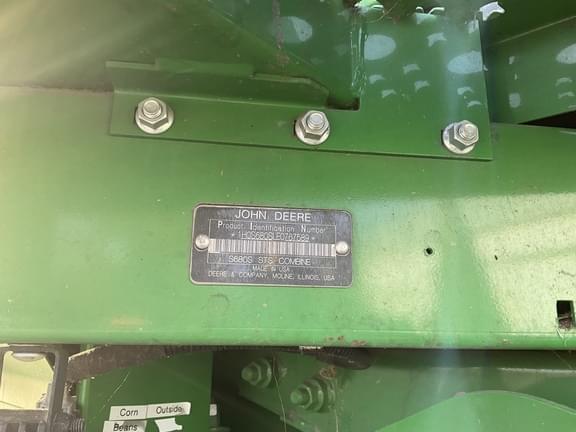 JOHN DEERE
Product Identification Number
*1H0S680SLF0787589*
S680S STS COMBINE
MADE IN USA
DEERE & COMPANY, MOLINE, ILLINOIS, USA
Corn Outside
Beans